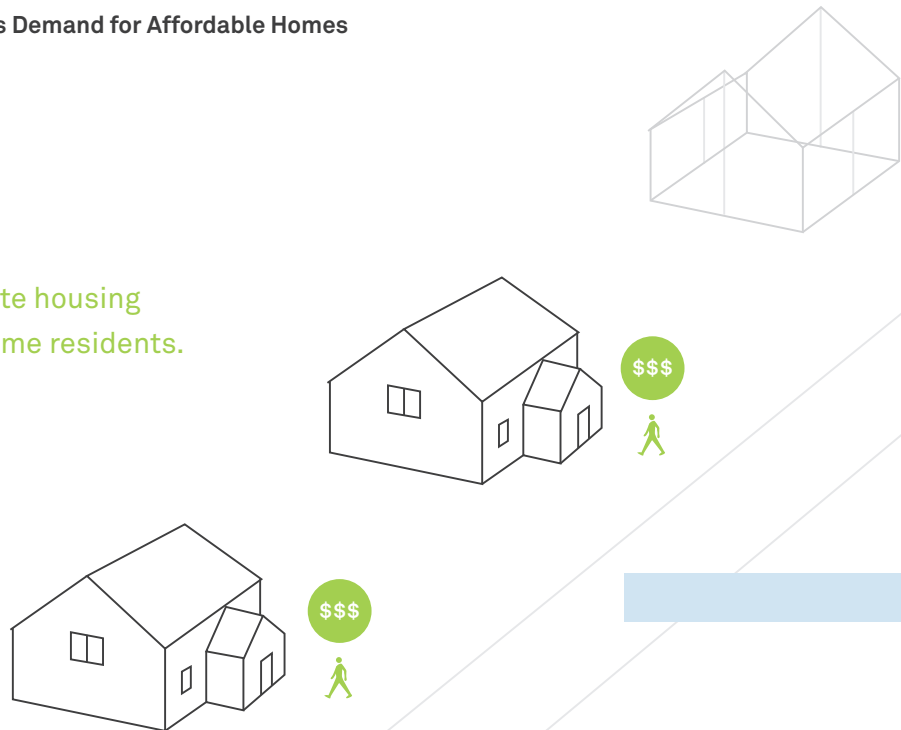 s Demand for Affordable Homes
te housing
me residents.
$$$
$$$